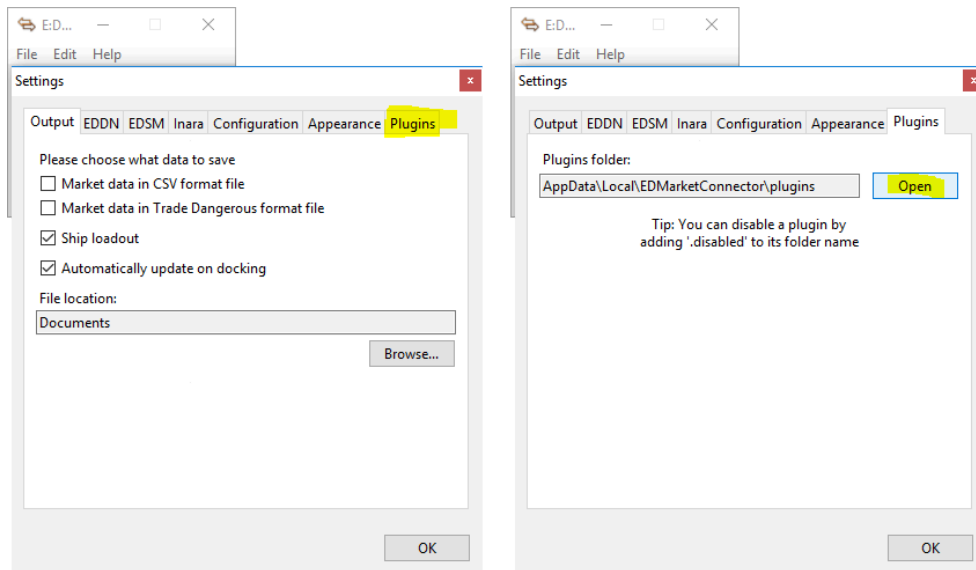 E:D...
File Edit Help
Settings
Output EDDN EDSM Inara Configuration Appearance Plugins
Please choose what data to save
Market data in CSV format file
Market data in Trade Dangerous format file
Ship loadout
Automatically update on docking
File location:
Documents
Browse...
OK
E:D...
File Edit Help
Settings
Output EDDN EDSM Inara Configuration Appearance Plugins
Plugins folder:
AppData\Local\EDMarketConnector\plugins
Open
Tip: You can disable a plugin by
adding '.disabled' to its folder name
OK